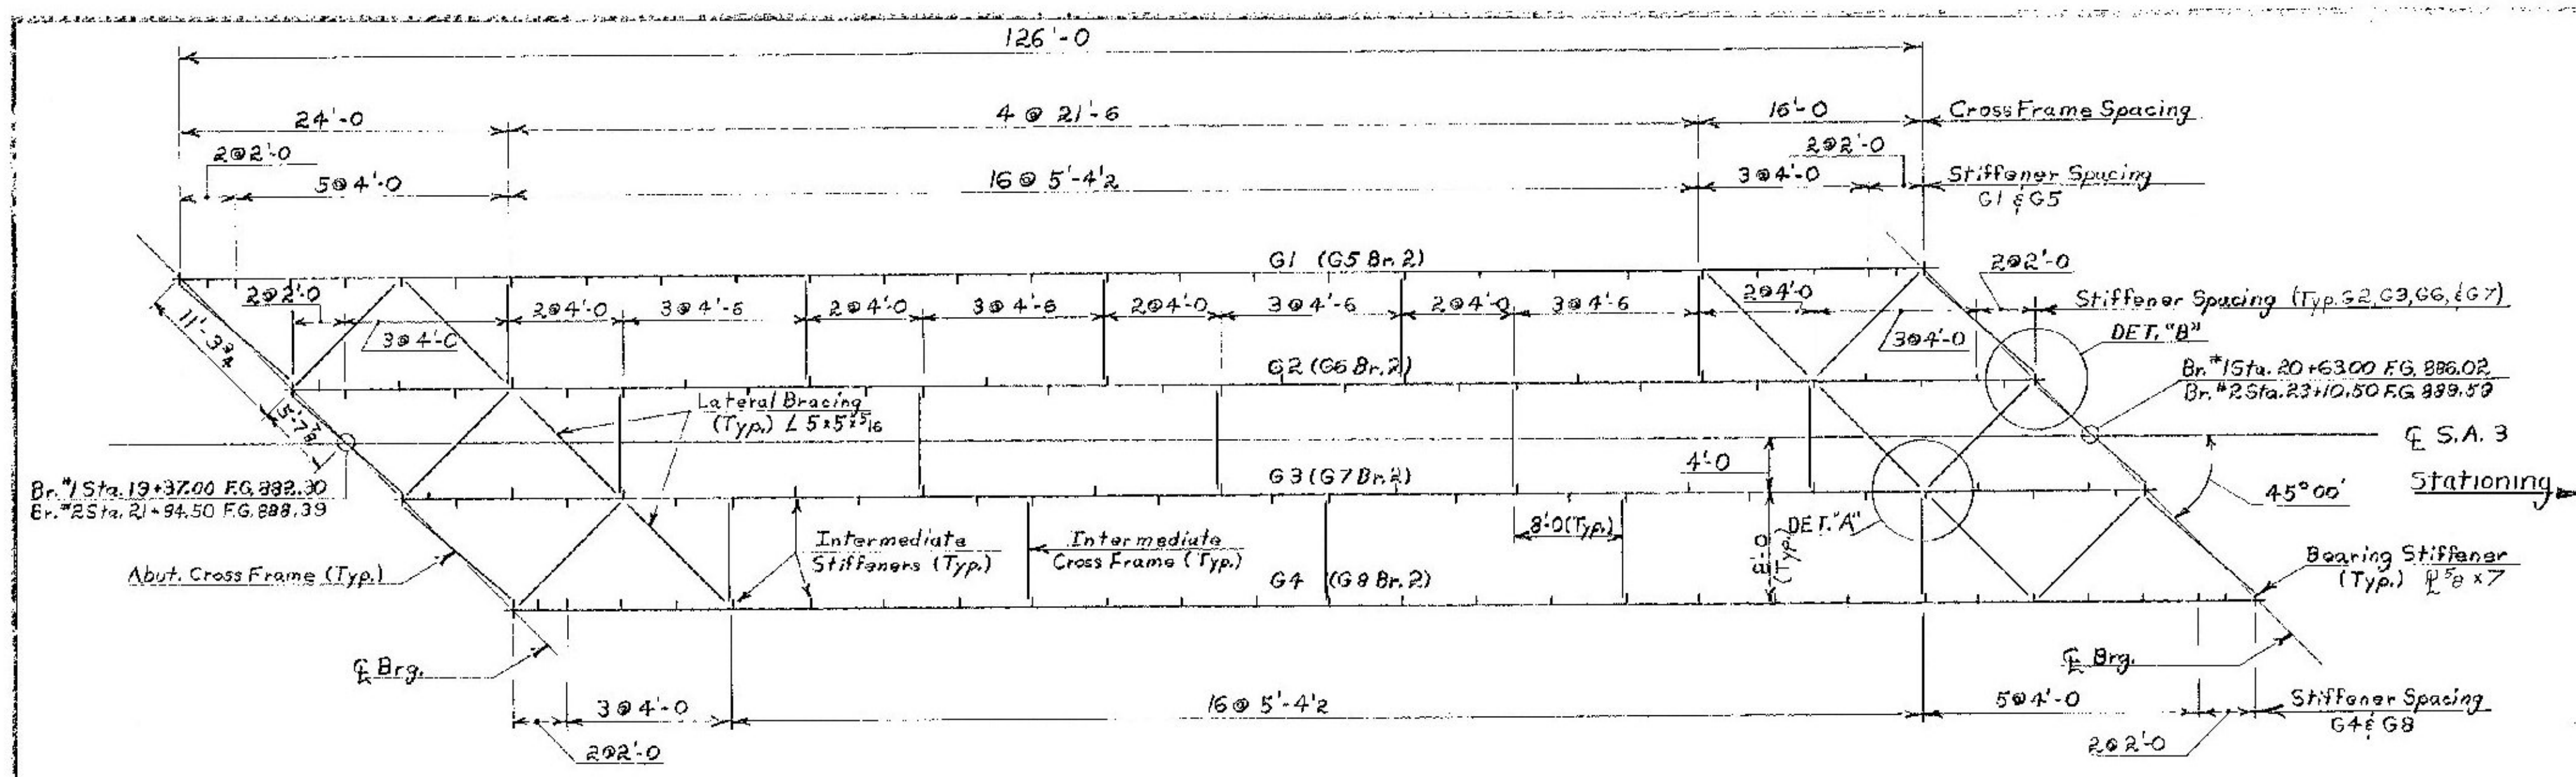 126'-0
24'-0
4 @ 21'-6
16'-0
Cross Frame Spacing
2@2'-0
2@2'-0
5@4'-0
16 @ 5'-4½
3@4'-0
Stiffener Spacing
G1 & G5
G1 (G5 Br. 2)
2@2'-0
2@2'-0
2@4'-0
3@4'-6
2@4'-0
3@4'-6
2@4'-0
3@4'-6
2@4'-0
3@4'-6
2@4'-0
Stiffener Spacing (Typ. G2, G3, G6, & G7)
11'-3¾
3@4'-0
3@4'-0
DET. "B"
G2 (G6 Br. 2)
Br. #1 Sta. 20+63.00 F.G. 886.02
Br. #2 Sta. 23+10.50 F.G. 889.59
5'-7⅞
Lateral Bracing
(Typ.) L 5x5x5/16
℄ S.A. 3
4'-0
G3 (G7 Br. 2)
Stationing
Br. #1 Sta. 19+37.00 F.G. 882.30
Br. #2 Sta. 21+84.50 F.G. 888.39
45°00'
8'-0 (Typ.)
DET. "A"
8'-0
(Typ.)
Intermediate
Stiffeners (Typ.)
Intermediate
Cross Frame (Typ.)
Abut. Cross Frame (Typ.)
G4 (G8 Br. 2)
Bearing Stiffener
(Typ.) ℄ 5/8 x 7
℄ Brg.
℄ Brg.
3@4'-0
16@ 5'-4½
5@4'-0
Stiffener Spacing
G4 & G8
2@2'-0
2@2'-0